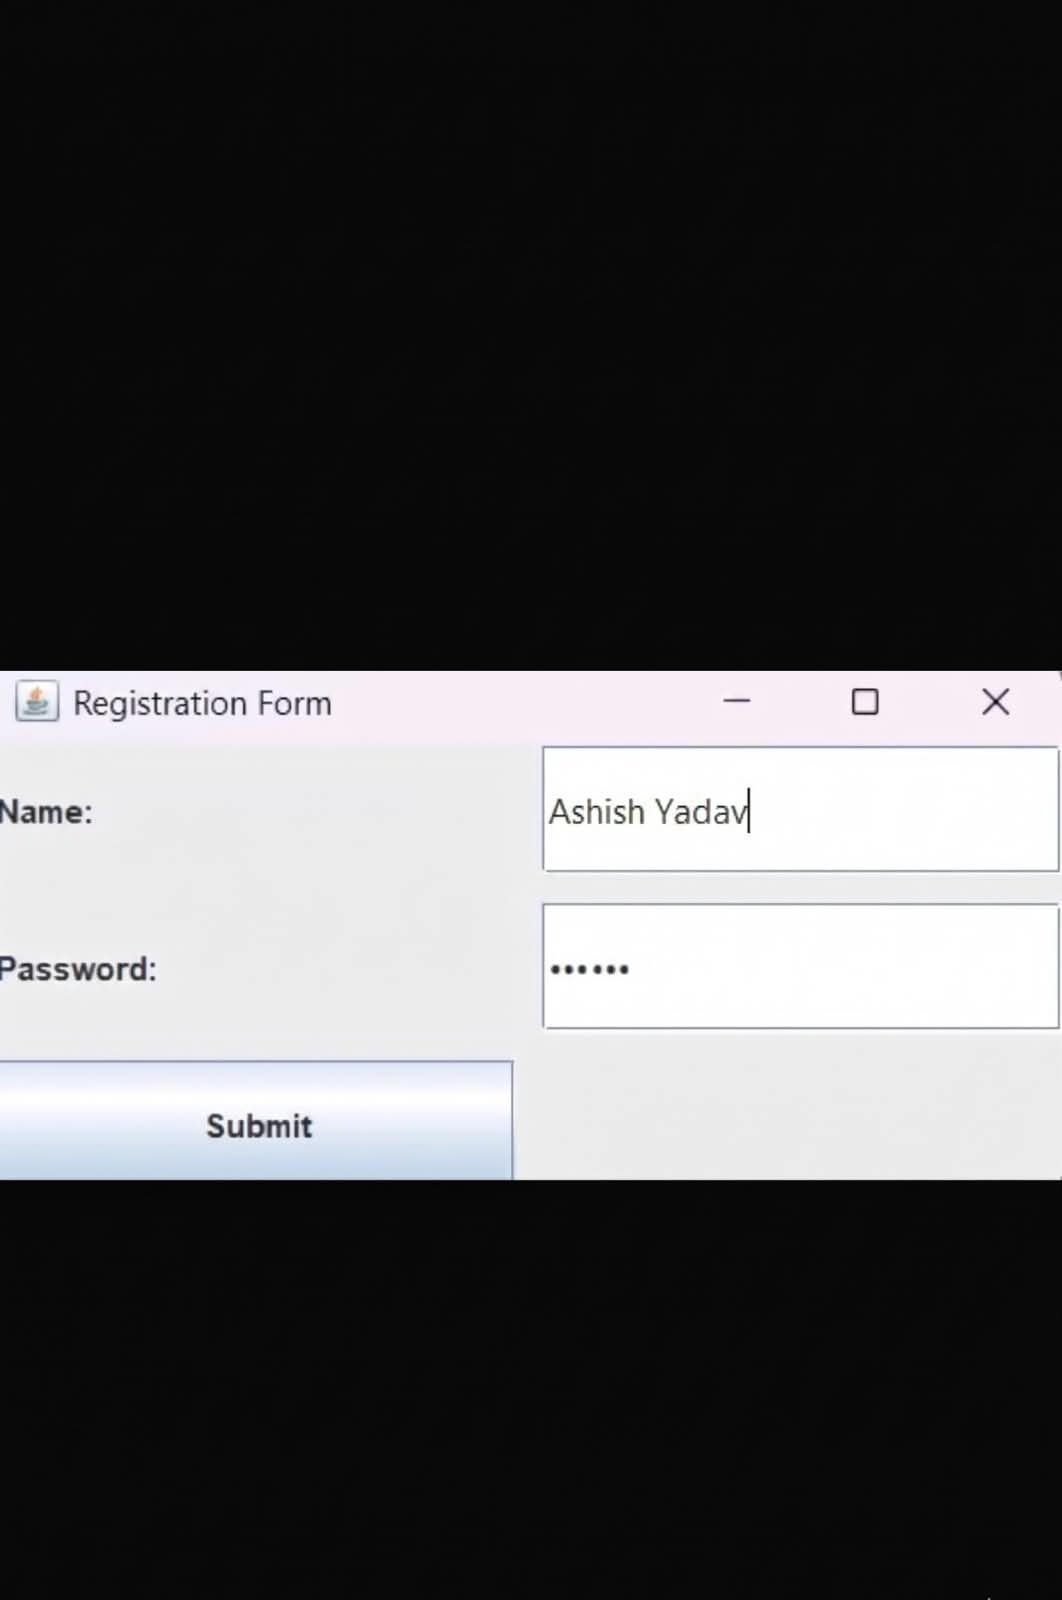 Registration Form
Name:
Ashish Yadav
Password:
••••••
Submit